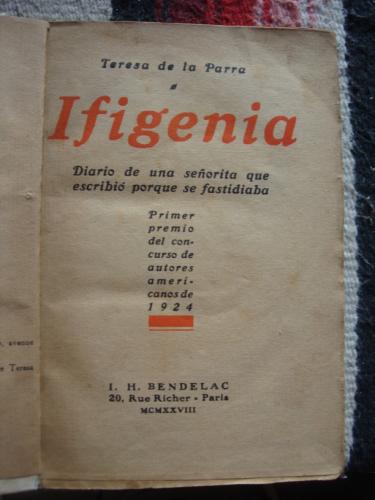 Teresa de la Parra
Ifigenia
Diario de una señorita que
escribió porque se fastidiaba
Primer
premio
del con-
curso de
autores
ameri-
canos de
1924
I. H. BENDELAC
20, Rue Richer - Paris
MCMXXVIII
Teresa